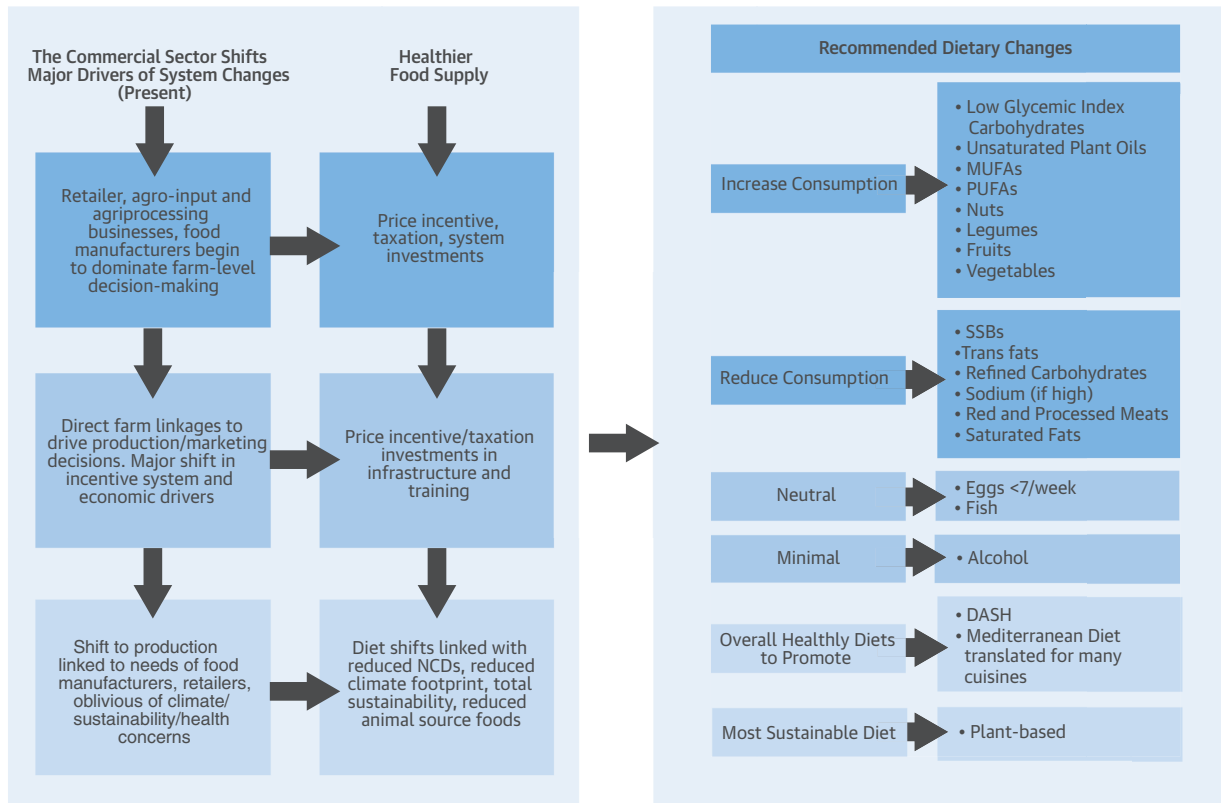 The Commercial Sector Shifts
Major Drivers of System Changes
(Present)
Retailer, agro-input and
agriprocessing
businesses, food
manufacturers begin
to dominate farm-level
decision-making
Direct farm linkages to
drive production/marketing
decisions. Major shift in
incentive system and
economic drivers
Shift to production
linked to needs of food
manufacturers, retailers,
oblivious of climate/
sustainability/health
concerns
Healthier
Food Supply
Price incentive,
taxation, system
investments
Price incentive/taxation
investments in
infrastructure and
training
Diet shifts linked with
reduced NCDs, reduced
climate footprint, total
sustainability, reduced
animal source foods
Recommended Dietary Changes
Increase Consumption
• Low Glycemic Index
Carbohydrates
• Unsaturated Plant Oils
• MUFAs
• PUFAs
• Nuts
• Legumes
• Fruits
• Vegetables
Reduce Consumption
• SSBs
•Trans fats
• Refined Carbohydrates
• Sodium (if high)
• Red and Processed Meats
• Saturated Fats
Neutral
• Eggs <7/week
• Fish
Minimal
• Alcohol
Overall Healthly Diets
to Promote
• DASH
• Mediterranean Diet
translated for many
cuisines
Most Sustainable Diet
• Plant-based